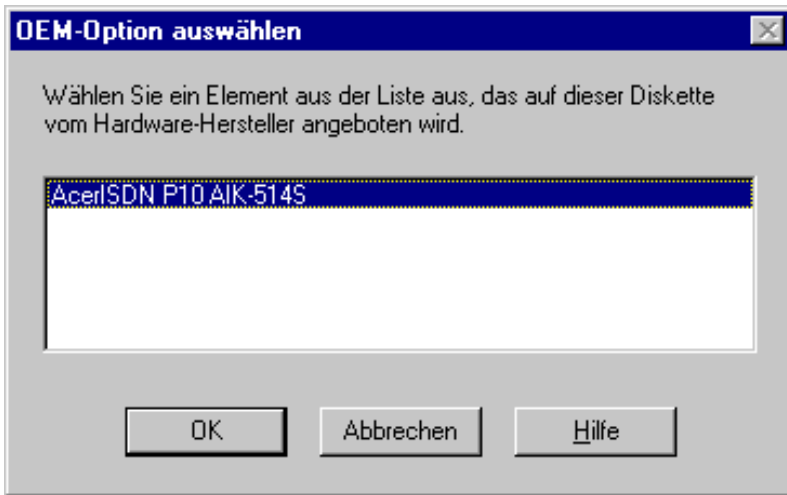 OEM-Option auswählen
Wählen Sie ein Element aus der Liste aus, das auf dieser Diskette
vom Hardware-Hersteller angeboten wird.
AcerISDN P10 AIK-514S
OK
Abbrechen
Hilfe